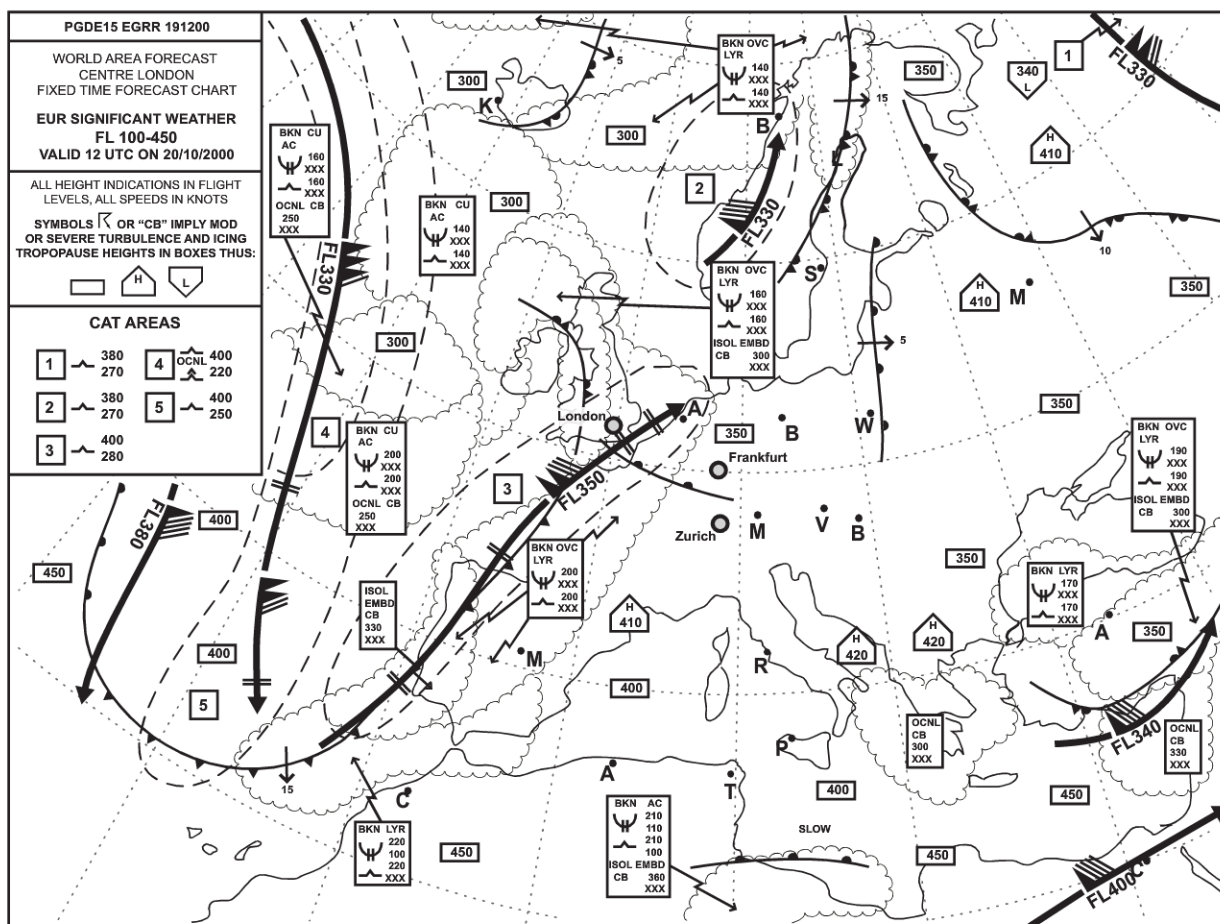 PGDE15 EGRR 191200
WORLD AREA FORECAST
CENTRE LONDON
FIXED TIME FORECAST CHART
EUR SIGNIFICANT WEATHER
FL 100-450
VALID 12 UTC ON 20/10/2000
ALL HEIGHT INDICATIONS IN FLIGHT
LEVELS, ALL SPEEDS IN KNOTS
SYMBOLS OR “CB” IMPLY MOD
OR SEVERE TURBULENCE AND ICING
TROPOPAUSE HEIGHTS IN BOXES THUS:
H
L
CAT AREAS
1 380
270
2 380
270
3 400
280
4 OCNL 400
220
5 400
250
BKN CU
AC
160
XXX
160
XXX
OCNL CB
250
XXX
BKN CU
AC
140
XXX
140
XXX
BKN OVC
LYR
140
XXX
140
XXX
BKN OVC
LYR
160
XXX
160
XXX
ISOL EMBD
CB 300
XXX
BKN CU
AC
200
XXX
200
XXX
OCNL CB
250
XXX
BKN OVC
LYR
200
XXX
200
XXX
ISOL
EMBD
CB
330
XXX
BKN LYR
220
100
220
XXX
BKN AC
210
110
210
100
ISOL EMBD
CB 360
XXX
BKN OVC
LYR
190
XXX
190
XXX
ISOL EMBD
CB 300
XXX
BKN LYR
170
XXX
170
XXX
OCNL
CB
300
XXX
OCNL
CB
330
XXX
300
K
5
300
B
15
L
350
340
L
1
FL330
H
410
2
FL330
300
FL330
300
S
H
410
M
10
350
5
4
London
A
350
B
W
350
Frankfurt
3
FL350
Zurich
M
V
B
FL380
400
450
350
H
410
H
420
H
420
A
350
400
M
R
400
5
15
FL340
P
A
T
C
400
450
450
SLOW
450
FL400
C